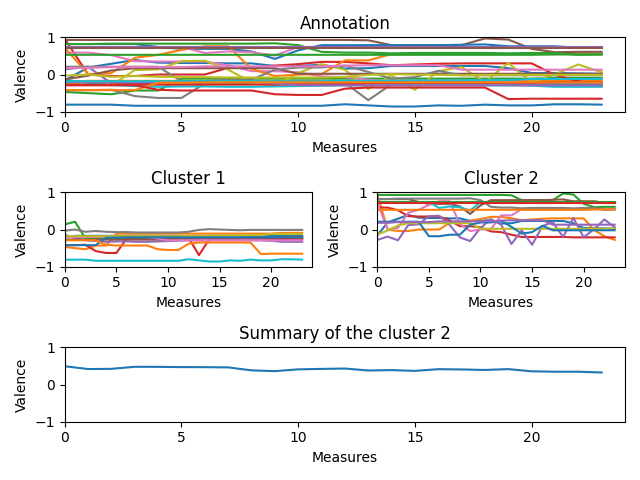 Annotation
1
0
−1
Valence
0 5 10 15 20
Measures
Cluster 1
1
0
−1
Valence
0 5 10 15 20
Measures
Cluster 2
1
0
−1
Valence
0 5 10 15 20
Measures
Summary of the cluster 2
1
0
−1
Valence
0 5 10 15 20
Measures